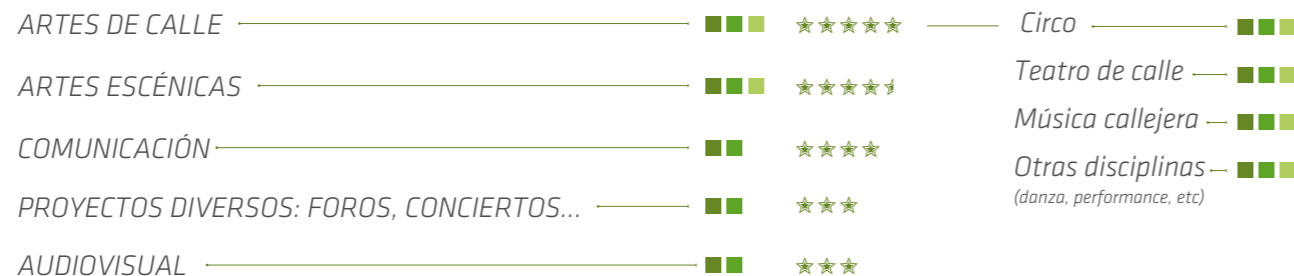 ARTES DE CALLE
Circo
Teatro de calle
ARTES ESCÉNICAS
Música callejera
COMUNICACIÓN
Otras disciplinas
(danza, performance, etc)
PROYECTOS DIVERSOS: FOROS, CONCIERTOS...
AUDIOVISUAL